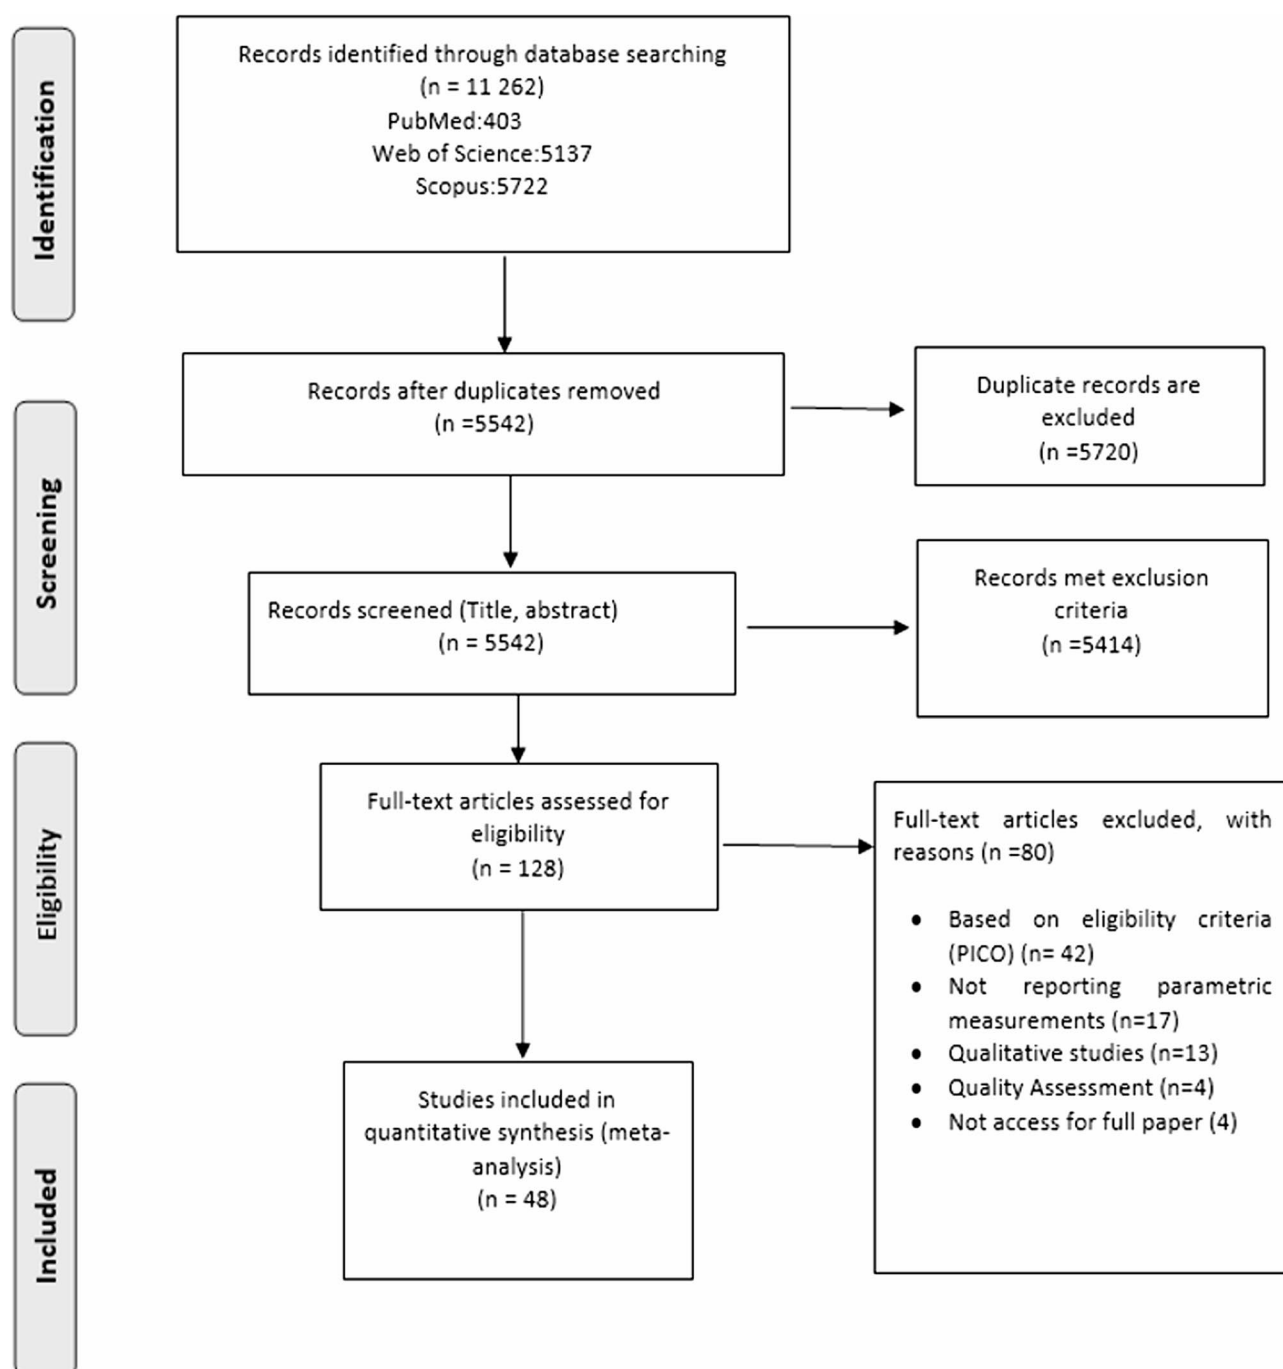 Identification
Records identified through database searching
(n = 11 262)
PubMed:403
Web of Science:5137
Scopus:5722
Records after duplicates removed
(n =5542)
Duplicate records are
excluded
(n =5720)
Screening
Records screened (Title, abstract)
(n = 5542)
Records met exclusion
criteria
(n =5414)
Eligibility
Full-text articles assessed for
eligibility
(n = 128)
Full-text articles excluded, with
reasons (n =80)
• Based on eligibility criteria
(PICO) (n= 42)
• Not reporting parametric
measurements (n=17)
• Qualitative studies (n=13)
• Quality Assessment (n=4)
• Not access for full paper (4)
Included
Studies included in
quantitative synthesis (meta-
analysis)
(n = 48)